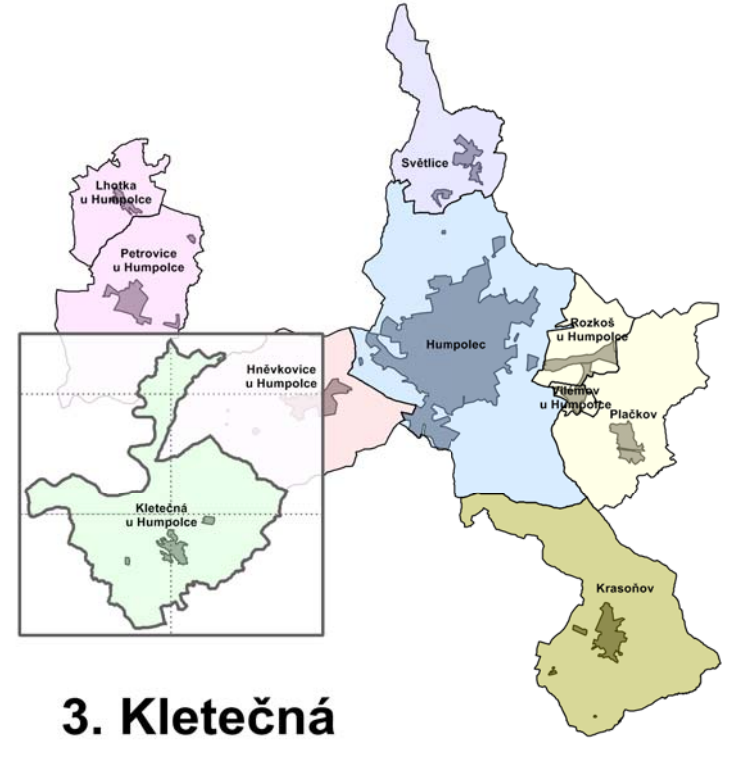 Světlice
Lhotka
u Humpolce
Petrovice
u Humpolce
Rozkoš
u Humpolce
Humpolec
Hněvkovice
u Humpolce
Vilémov
u Humpolce
Plačkov
Kletečná
u Humpolce
Krasoňov
3. Kletečná